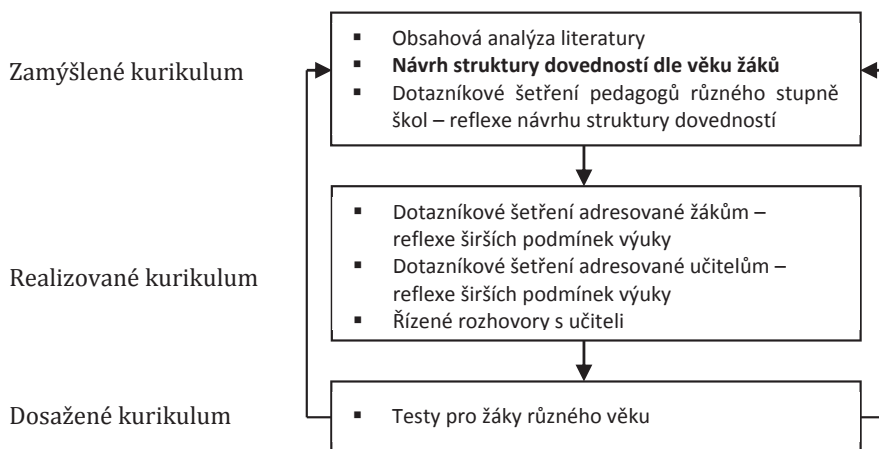 Zamýšlené kurikulum
▪ Obsahová analýza literatury
▪ Návrh struktury dovedností dle věku žáků
▪ Dotazníkové šetření pedagogů různého stupně
škol – reflexe návrhu struktury dovedností
Realizované kurikulum
▪ Dotazníkové šetření adresované žákům –
reflexe širších podmínek výuky
▪ Dotazníkové šetření adresované učitelům –
reflexe širších podmínek výuky
▪ Řízené rozhovory s učiteli
Dosažené kurikulum
▪ Testy pro žáky různého věku